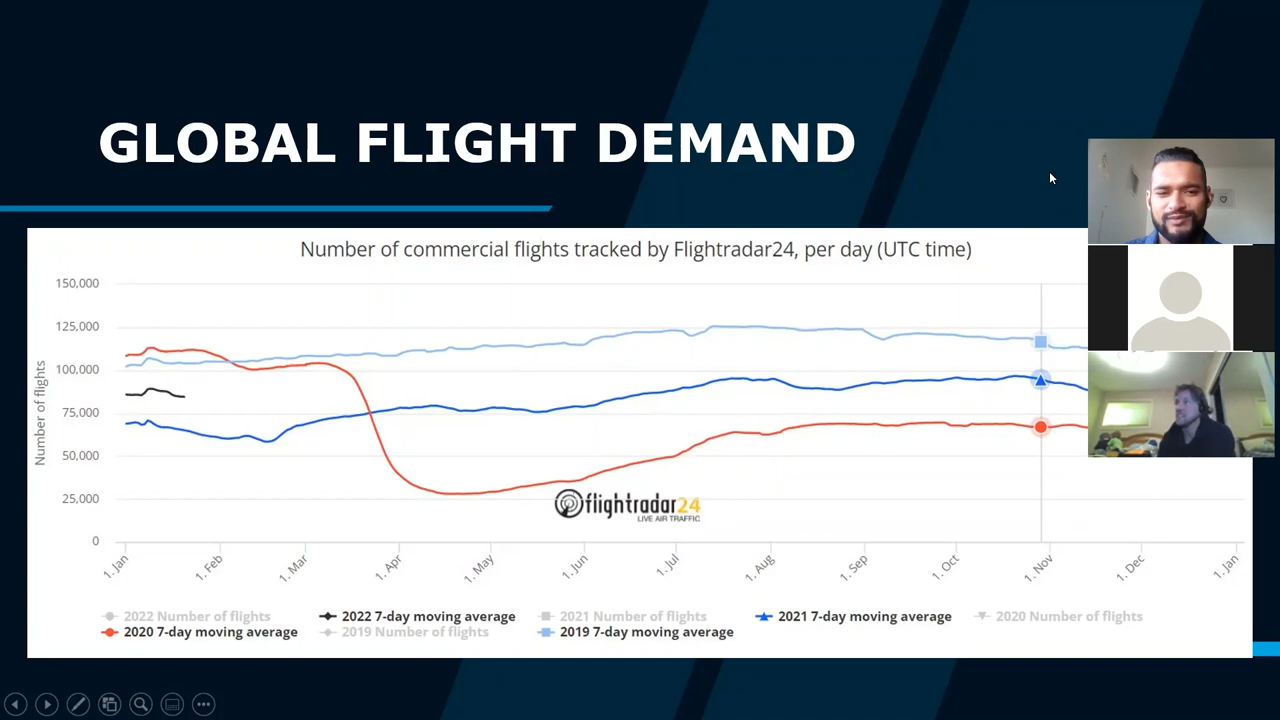 GLOBAL FLIGHT DEMAND
Number of commercial flights tracked by Flightradar24, per day (UTC time)
150,000
125,000
100,000
75,000
50,000
25,000
0
Number of flights
1. Jan
1. Feb
1. Mar
1. Apr
1. May
1. Jun
1. Jul
1. Aug
1. Sep
1. Oct
1. Nov
1. Dec
1. Jan
flightradar24
LIVE AIR TRAFFIC
2022 Number of flights
2022 7-day moving average
2021 Number of flights
2021 7-day moving average
2020 Number of flights
2020 7-day moving average
2019 Number of flights
2019 7-day moving average